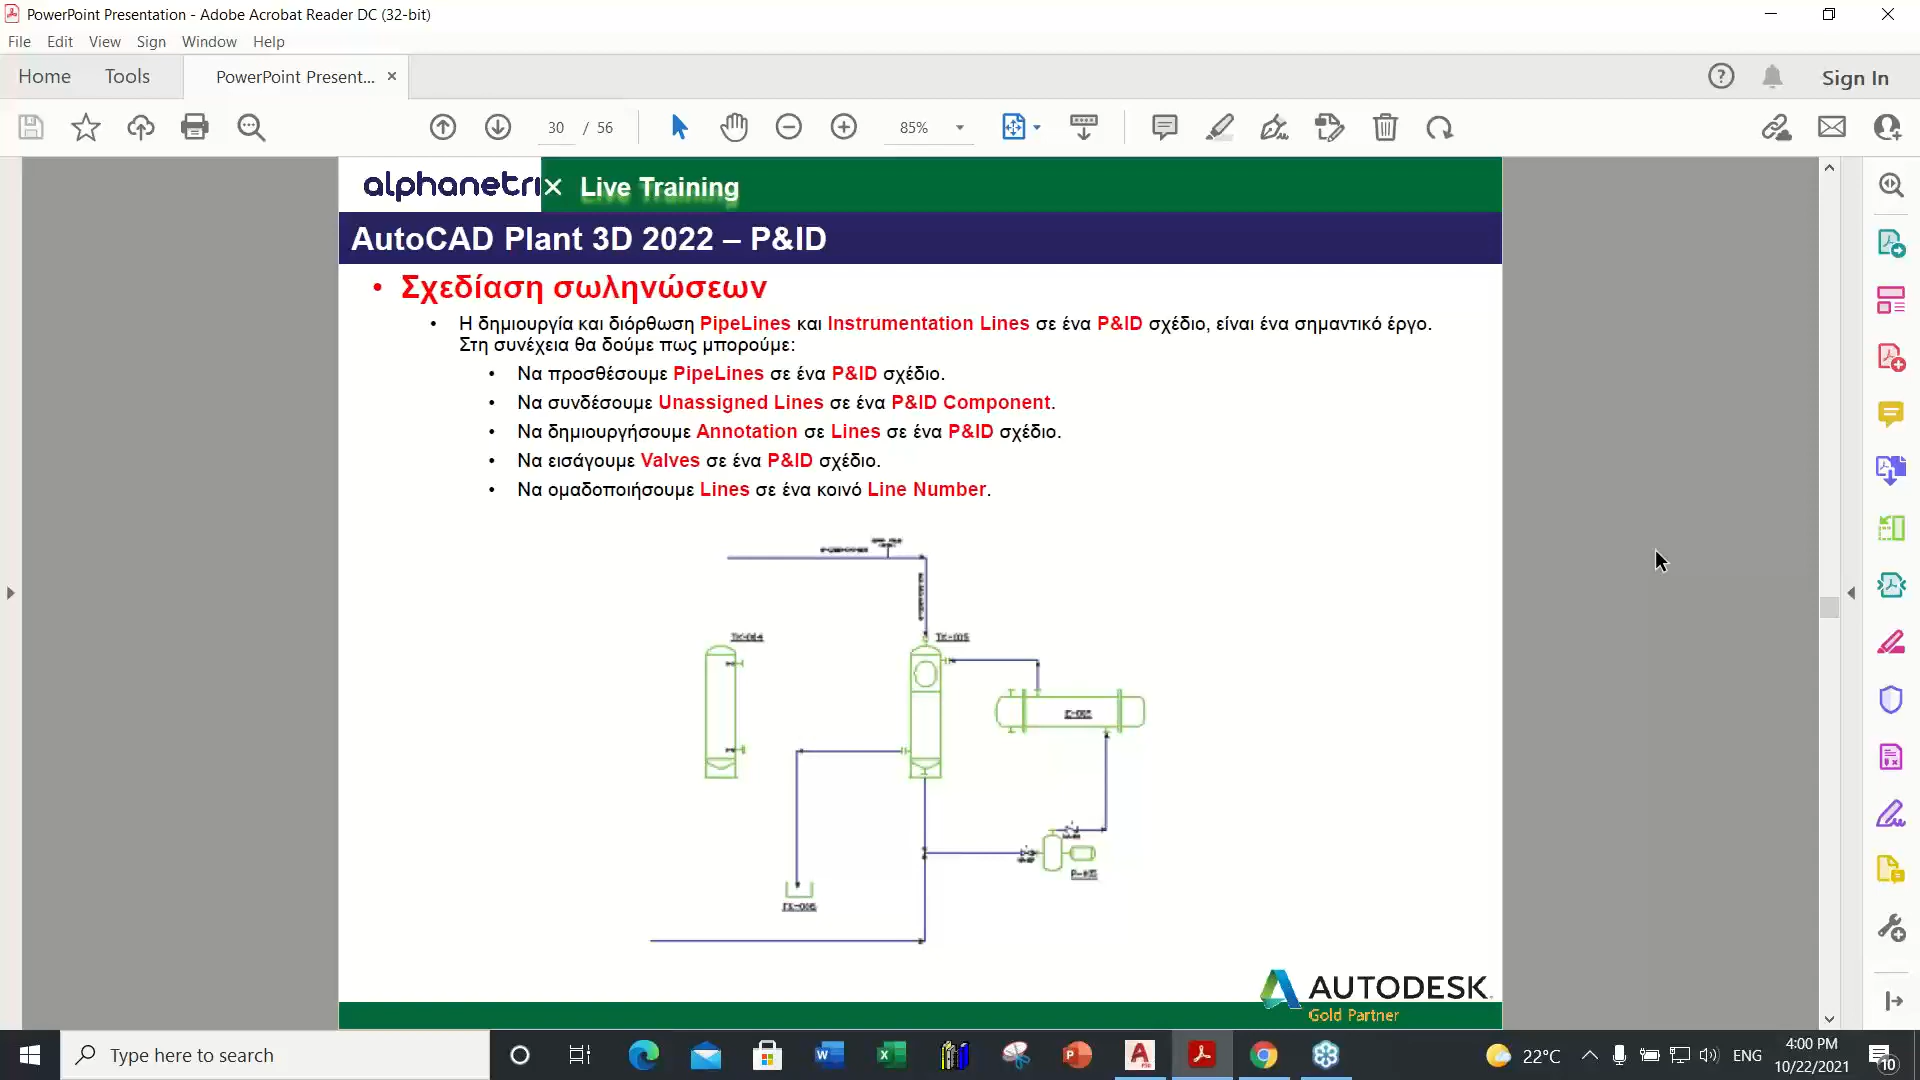 PowerPoint Presentation - Adobe Acrobat Reader DC (32-bit)
File Edit View Sign Window Help
Home Tools PowerPoint Present... Sign In
30 / 56 85%
alphanetrix Live Training
AutoCAD Plant 3D 2022 – P&ID
• Σχεδίαση σωληνώσεων
• Η δημιουργία και διόρθωση PipeLines και Instrumentation Lines σε ένα P&ID σχέδιο, είναι ένα σημαντικό έργο.
Στη συνέχεια θα δούμε πως μπορούμε:
• Να προσθέσουμε PipeLines σε ένα P&ID σχέδιο.
• Να συνδέσουμε Unassigned Lines σε ένα P&ID Component.
• Να δημιουργήσουμε Annotation σε Lines σε ένα P&ID σχέδιο.
• Να εισάγουμε Valves σε ένα P&ID σχέδιο.
• Να ομαδοποιήσουμε Lines σε ένα κοινό Line Number.
TK-004 TK-005
AUTODESK
Gold Partner
Type here to search
22°C ENG
4:00 PM
10/22/2021
10